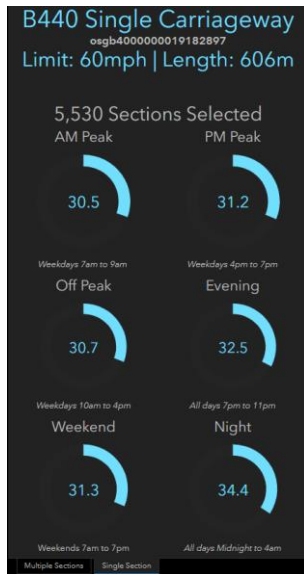 B440 Single Carriageway
osgb4000000019182897
Limit: 60mph | Length: 606m
5,530 Sections Selected
AM Peak
PM Peak
30.5
31.2
Weekdays 7am to 9am
Weekdays 4pm to 7pm
Off Peak
Evening
30.7
32.5
Weekdays 10am to 4pm
All days 7pm to 11pm
Weekend
Night
31.3
34.4
Weekends 7am to 7pm
All days Midnight to 4am
Multiple Sections
Single Section